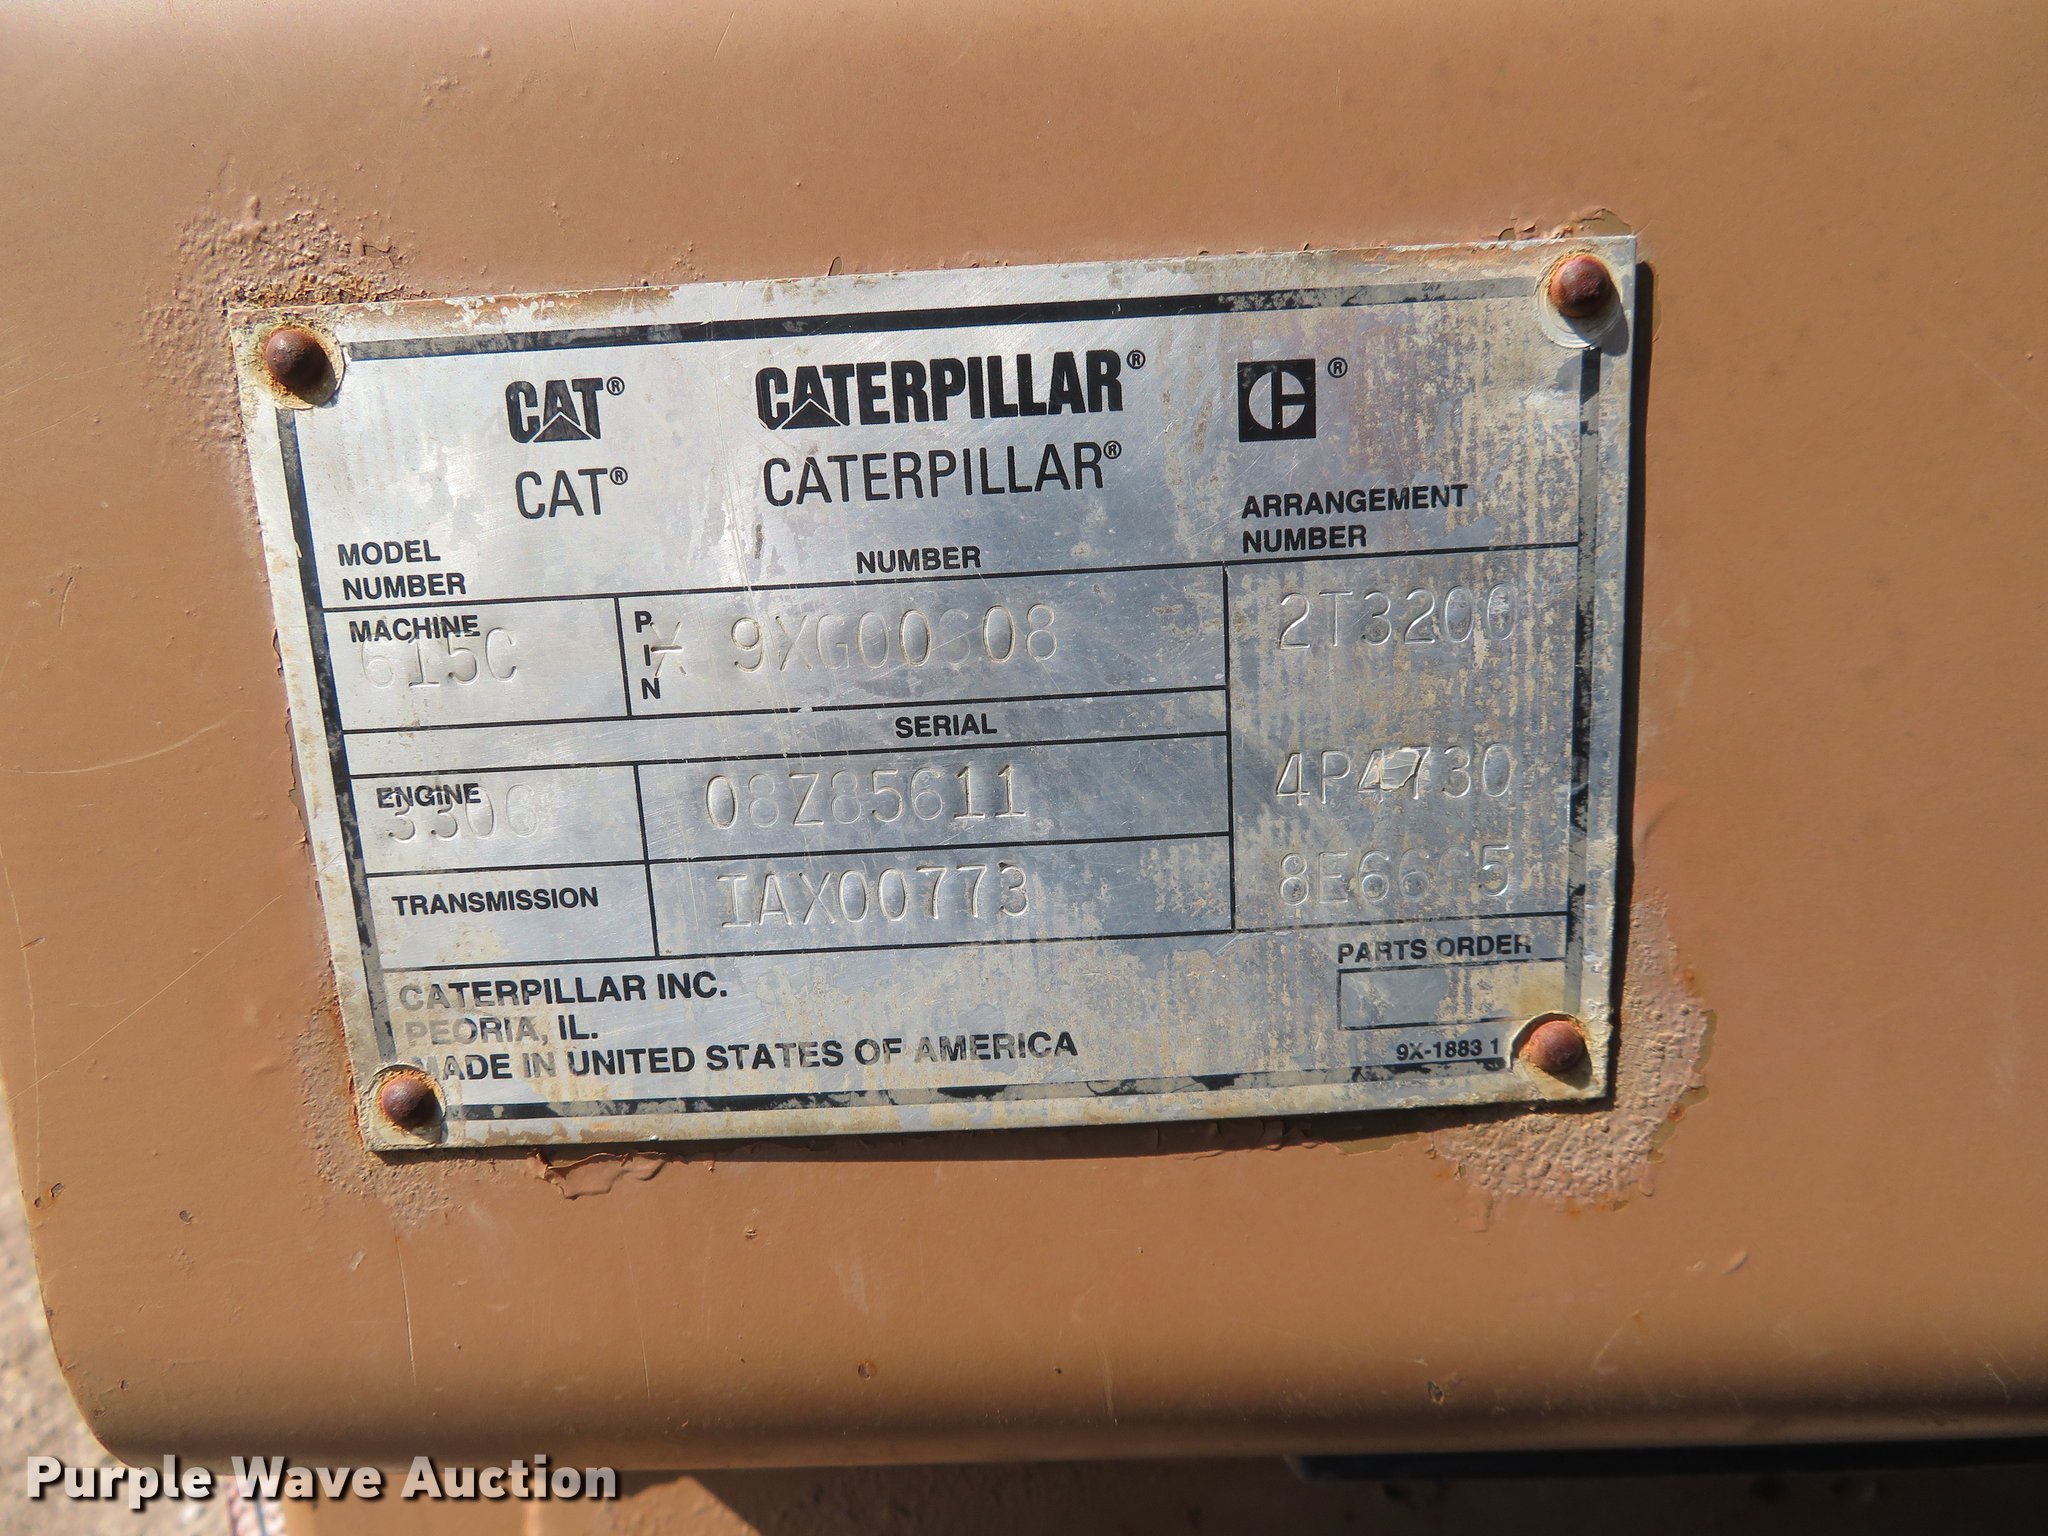 CAT® CATERPILLAR® ®
CAT® CATERPILLAR®
MODEL NUMBER
NUMBER
ARRANGEMENT NUMBER
MACHINE
615C
PIN
2T3200
SERIAL
ENGINE
3306
08Z85611
4P4730
TRANSMISSION
IAX00773
PARTS ORDER
CATERPILLAR INC.
PEORIA, IL.
MADE IN UNITED STATES OF AMERICA
9X-1883 1
Purple Wave Auction